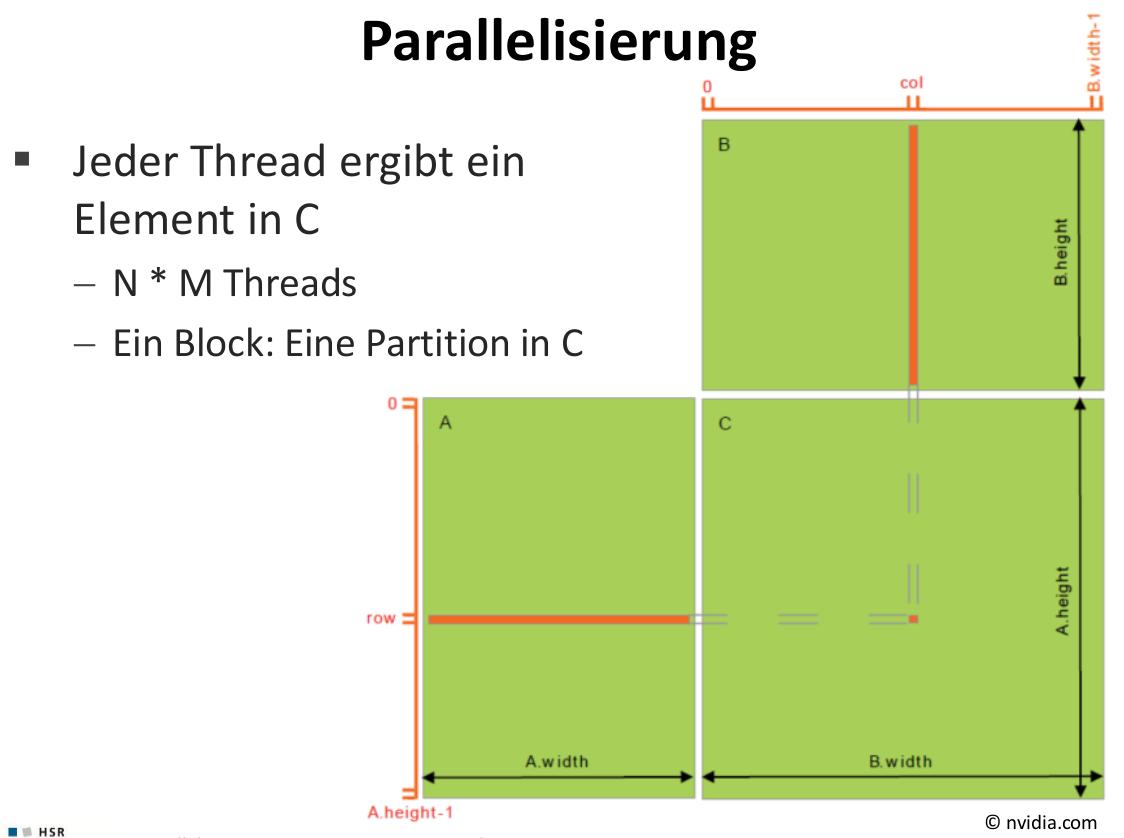 Parallelisierung
Jeder Thread ergibt ein
Element in C
– N * M Threads
– Ein Block: Eine Partition in C
0
col
B.width-1
B
B.height
0
A
C
row
A.height
A.width
B.width
A.height-1
© nvidia.com
HSR